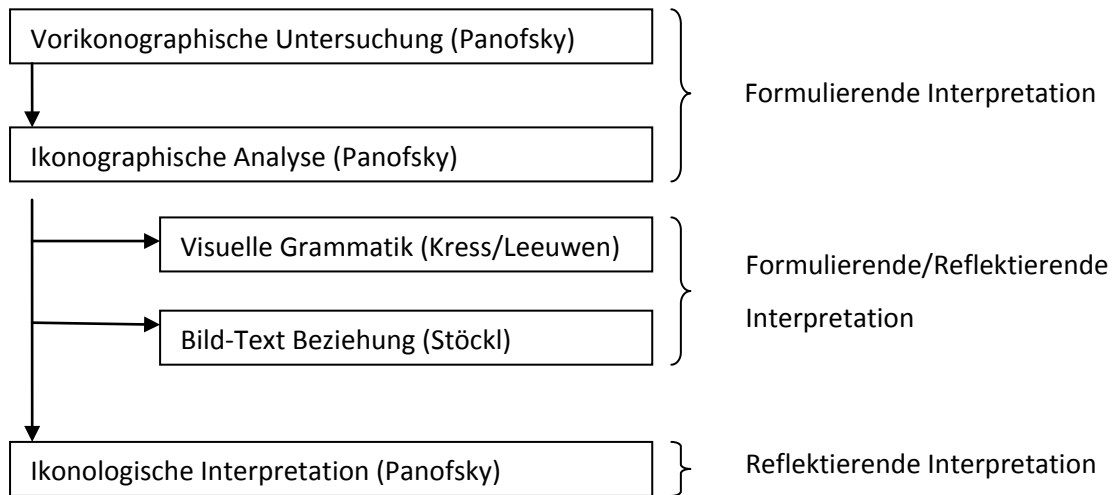 Vorikonographische Untersuchung (Panofsky)
Formulierende Interpretation
Ikonographische Analyse (Panofsky)
Visuelle Grammatik (Kress/Leeuwen)
Formulierende/Reflektierende
Interpretation
Bild-Text Beziehung (Stöckl)
Ikonologische Interpretation (Panofsky)
Reflektierende Interpretation